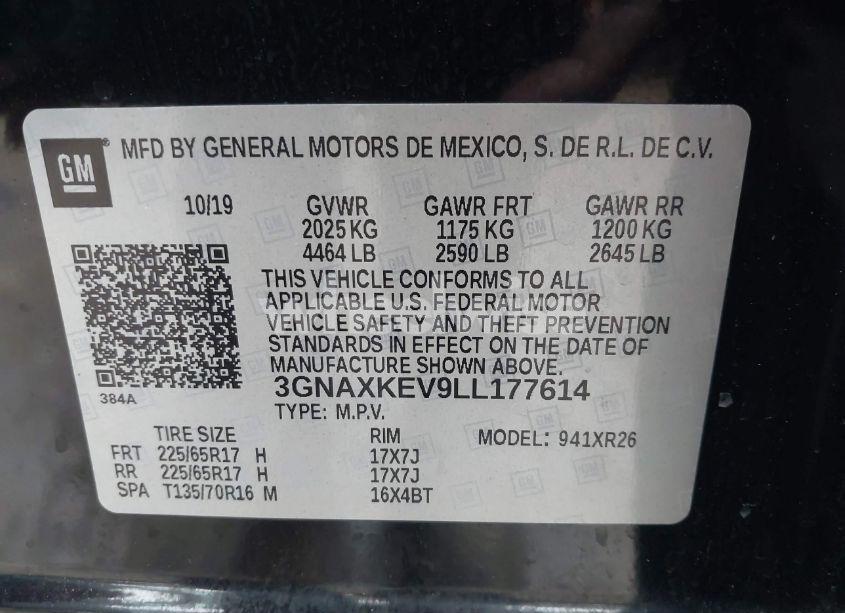 GM
MFD BY GENERAL MOTORS DE MEXICO, S. DE R.L. DE C.V.
10/19 GVWR GAWR FRT GAWR RR
2025 KG 1175 KG 1200 KG
4464 LB 2590 LB 2645 LB
THIS VEHICLE CONFORMS TO ALL
APPLICABLE U.S. FEDERAL MOTOR
VEHICLE SAFETY AND THEFT PREVENTION
STANDARDS IN EFFECT ON THE DATE OF
MANUFACTURE SHOWN ABOVE.
384A
3GNAXKEV9LL177614
TYPE: M.P.V.
TIRE SIZE RIM MODEL: 941XR26
FRT 225/65R17 H 17X7J
RR 225/65R17 H 17X7J
SPA T135/70R16 M 16X4BT